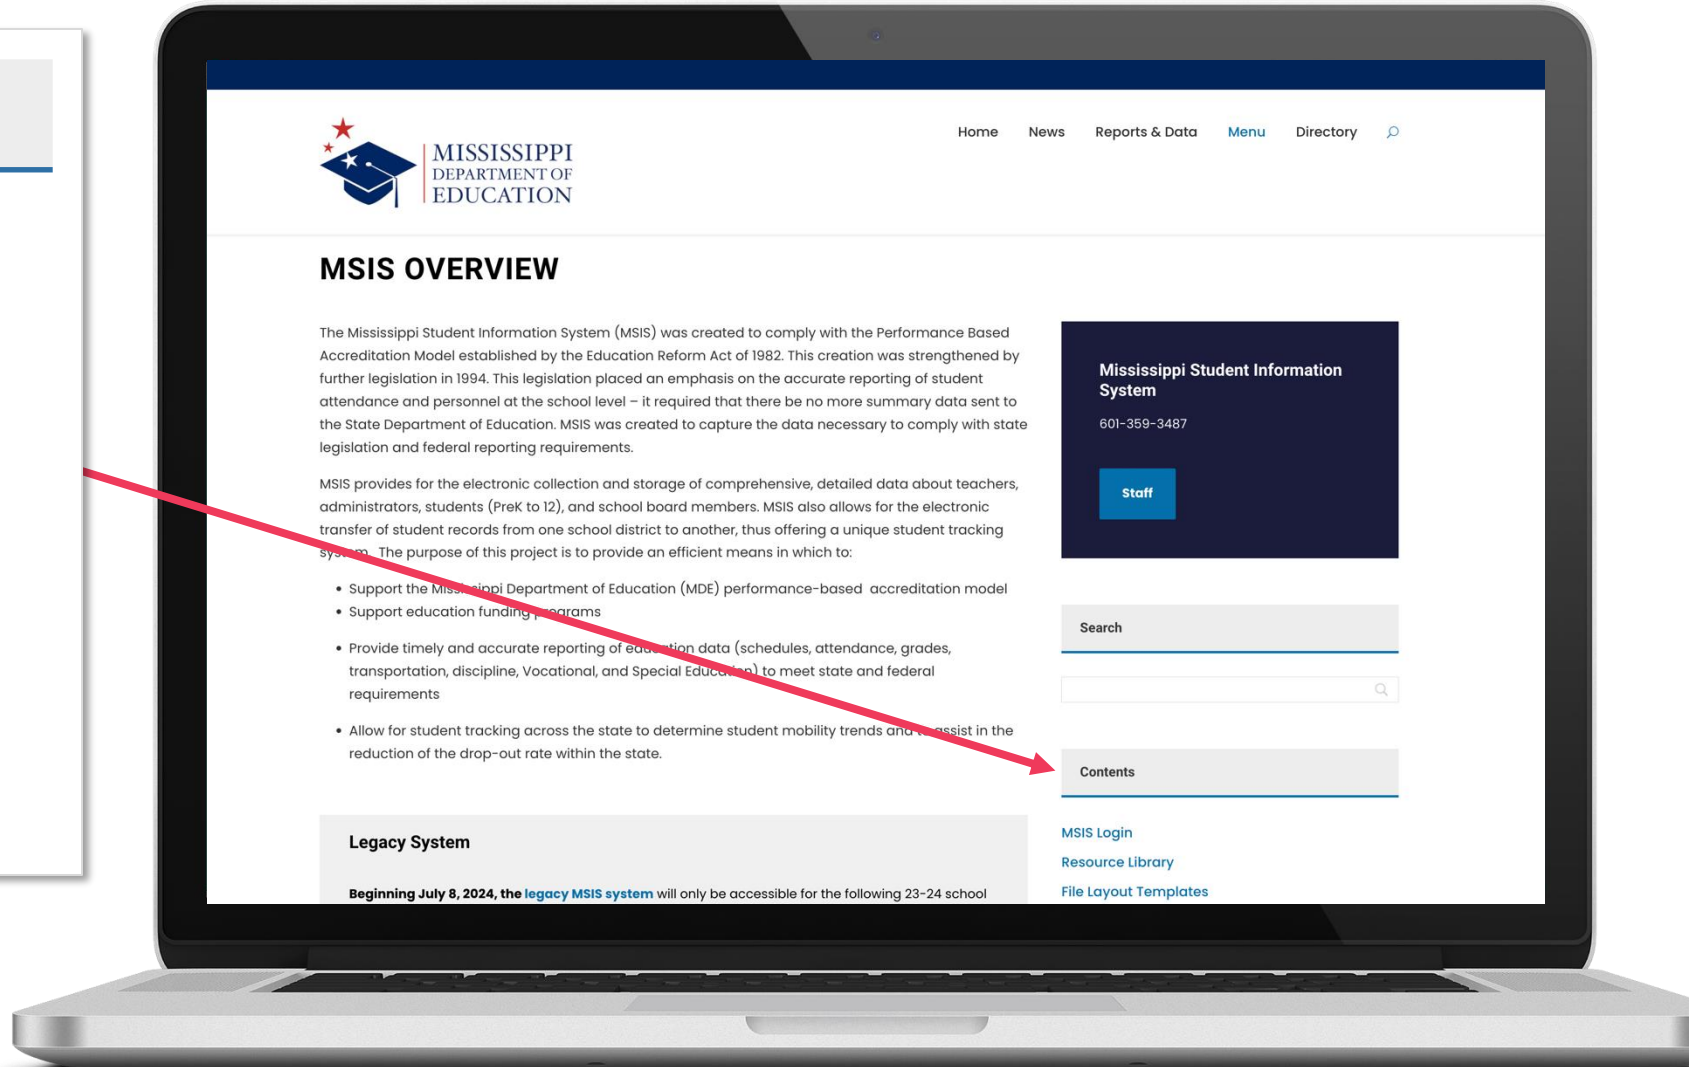 Home News Reports & Data Menu Directory
MISSISSIPPI
DEPARTMENT OF
EDUCATION
MSIS OVERVIEW
The Mississippi Student Information System (MSIS) was created to comply with the Performance Based
Accreditation Model established by the Education Reform Act of 1982. This creation was strengthened by
further legislation in 1994. This legislation placed an emphasis on the accurate reporting of student
attendance and personnel at the school level – it required that there be no more summary data sent to
the State Department of Education. MSIS was created to capture the data necessary to comply with state
legislation and federal reporting requirements.
MSIS provides for the electronic collection and storage of comprehensive, detailed data about teachers,
administrators, students (PreK to 12), and school board members. MSIS also allows for the electronic
transfer of student records from one school district to another, thus offering a unique student tracking
system. The purpose of this project is to provide an efficient means in which to:
• Support the Mississippi Department of Education (MDE) performance-based accreditation model
• Support education funding programs
• Provide timely and accurate reporting of education data (schedules, attendance, grades,
transportation, discipline, Vocational, and Special Education) to meet state and federal
requirements
• Allow for student tracking across the state to determine student mobility trends and to assist in the
reduction of the drop-out rate within the state.
Legacy System
Beginning July 8, 2024, the legacy MSIS system will only be accessible for the following 23-24 school
Mississippi Student Information
System
601-359-3487
Staff
Search
Contents
MSIS Login
Resource Library
File Layout Templates